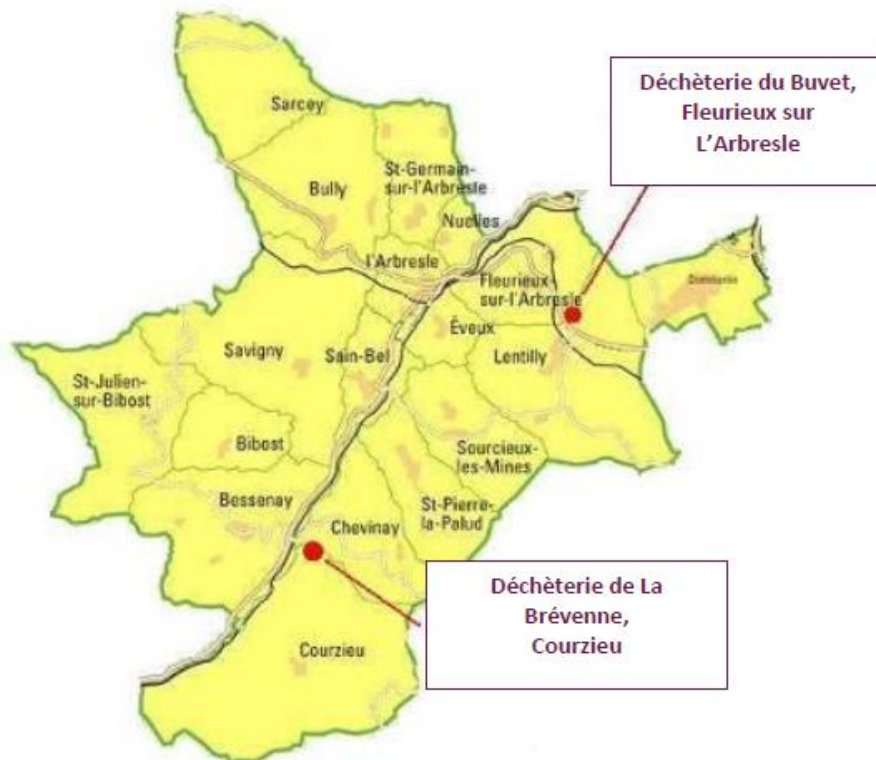 Déchèterie du Buvet,
Fleurieux sur
L'Arbresle
Sarcey
St-Germain-
sur-l'Arbresle
Bully
Nuelles
l'Arbresle
Fleurieux
-sur-l'Arbresle
Dommartin
Éveux
Savigny
Sain-Bel
Lentilly
St-Julien-
sur-Bibost
Bibost
Sourcieux-
les-Mines
Bessenay
Chevinay
St-Pierre-
la-Palud
Déchèterie de La
Brévenne,
Courzieu
Courzieu